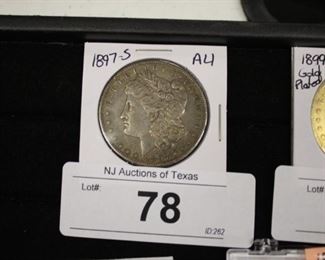 1897-S AU
1899
Gold
Plated
NJ Auctions of Texas
Lot#:
78
ID:262
Lot#: